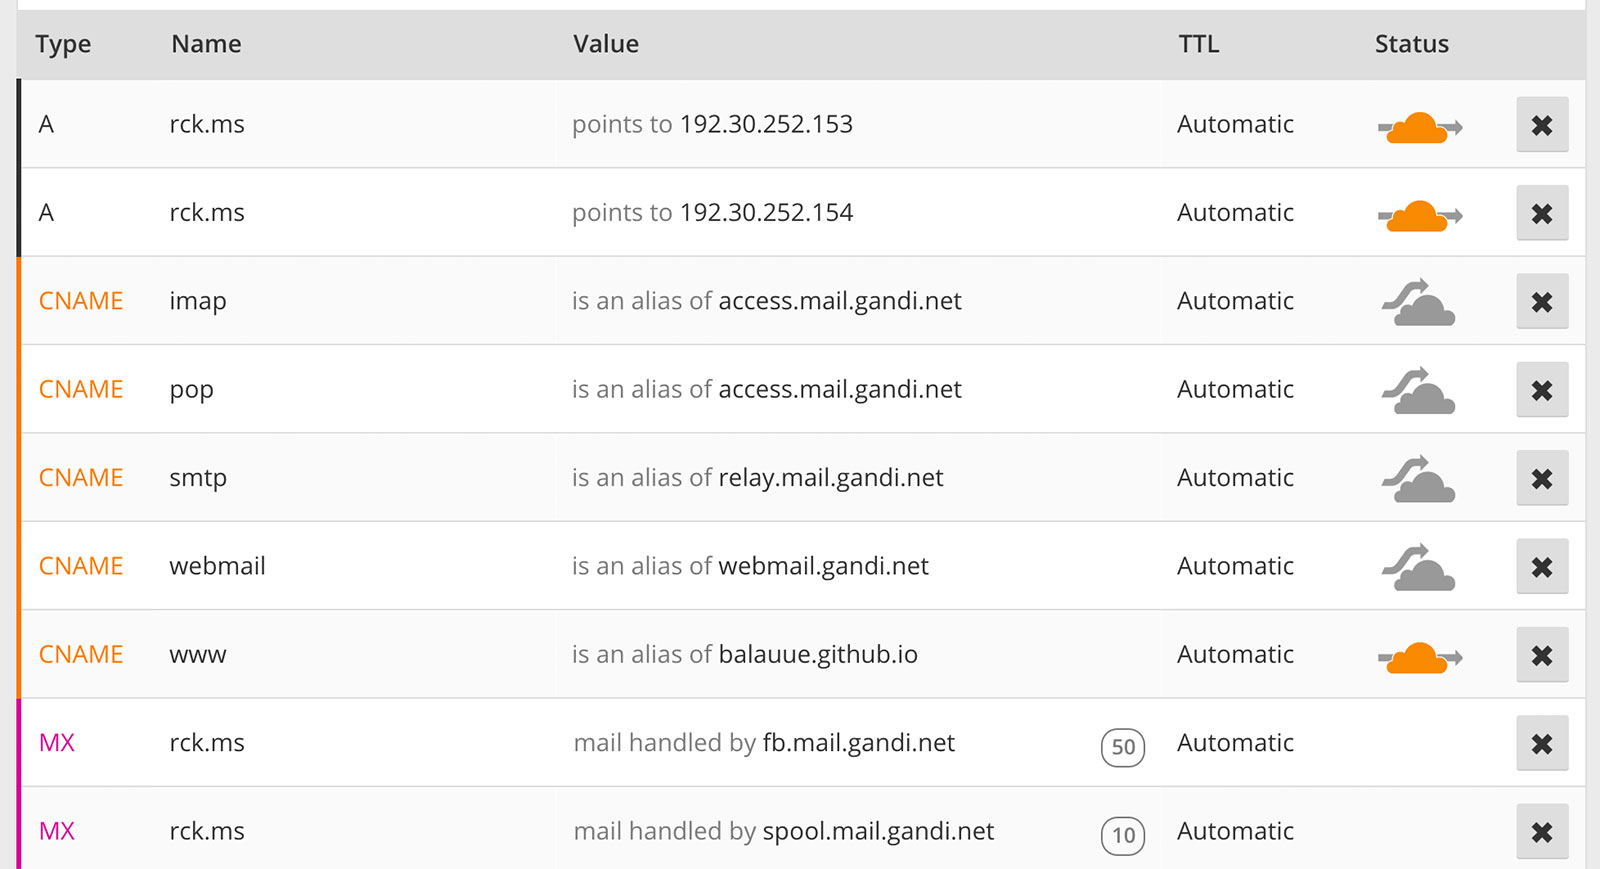 Type Name Value TTL Status
A rck.ms points to 192.30.252.153 Automatic
A rck.ms points to 192.30.252.154 Automatic
CNAME imap is an alias of access.mail.gandi.net Automatic
CNAME pop is an alias of access.mail.gandi.net Automatic
CNAME smtp is an alias of relay.mail.gandi.net Automatic
CNAME webmail is an alias of webmail.gandi.net Automatic
CNAME www is an alias of balauue.github.io Automatic
MX rck.ms mail handled by fb.mail.gandi.net 50 Automatic
MX rck.ms mail handled by spool.mail.gandi.net 10 Automatic